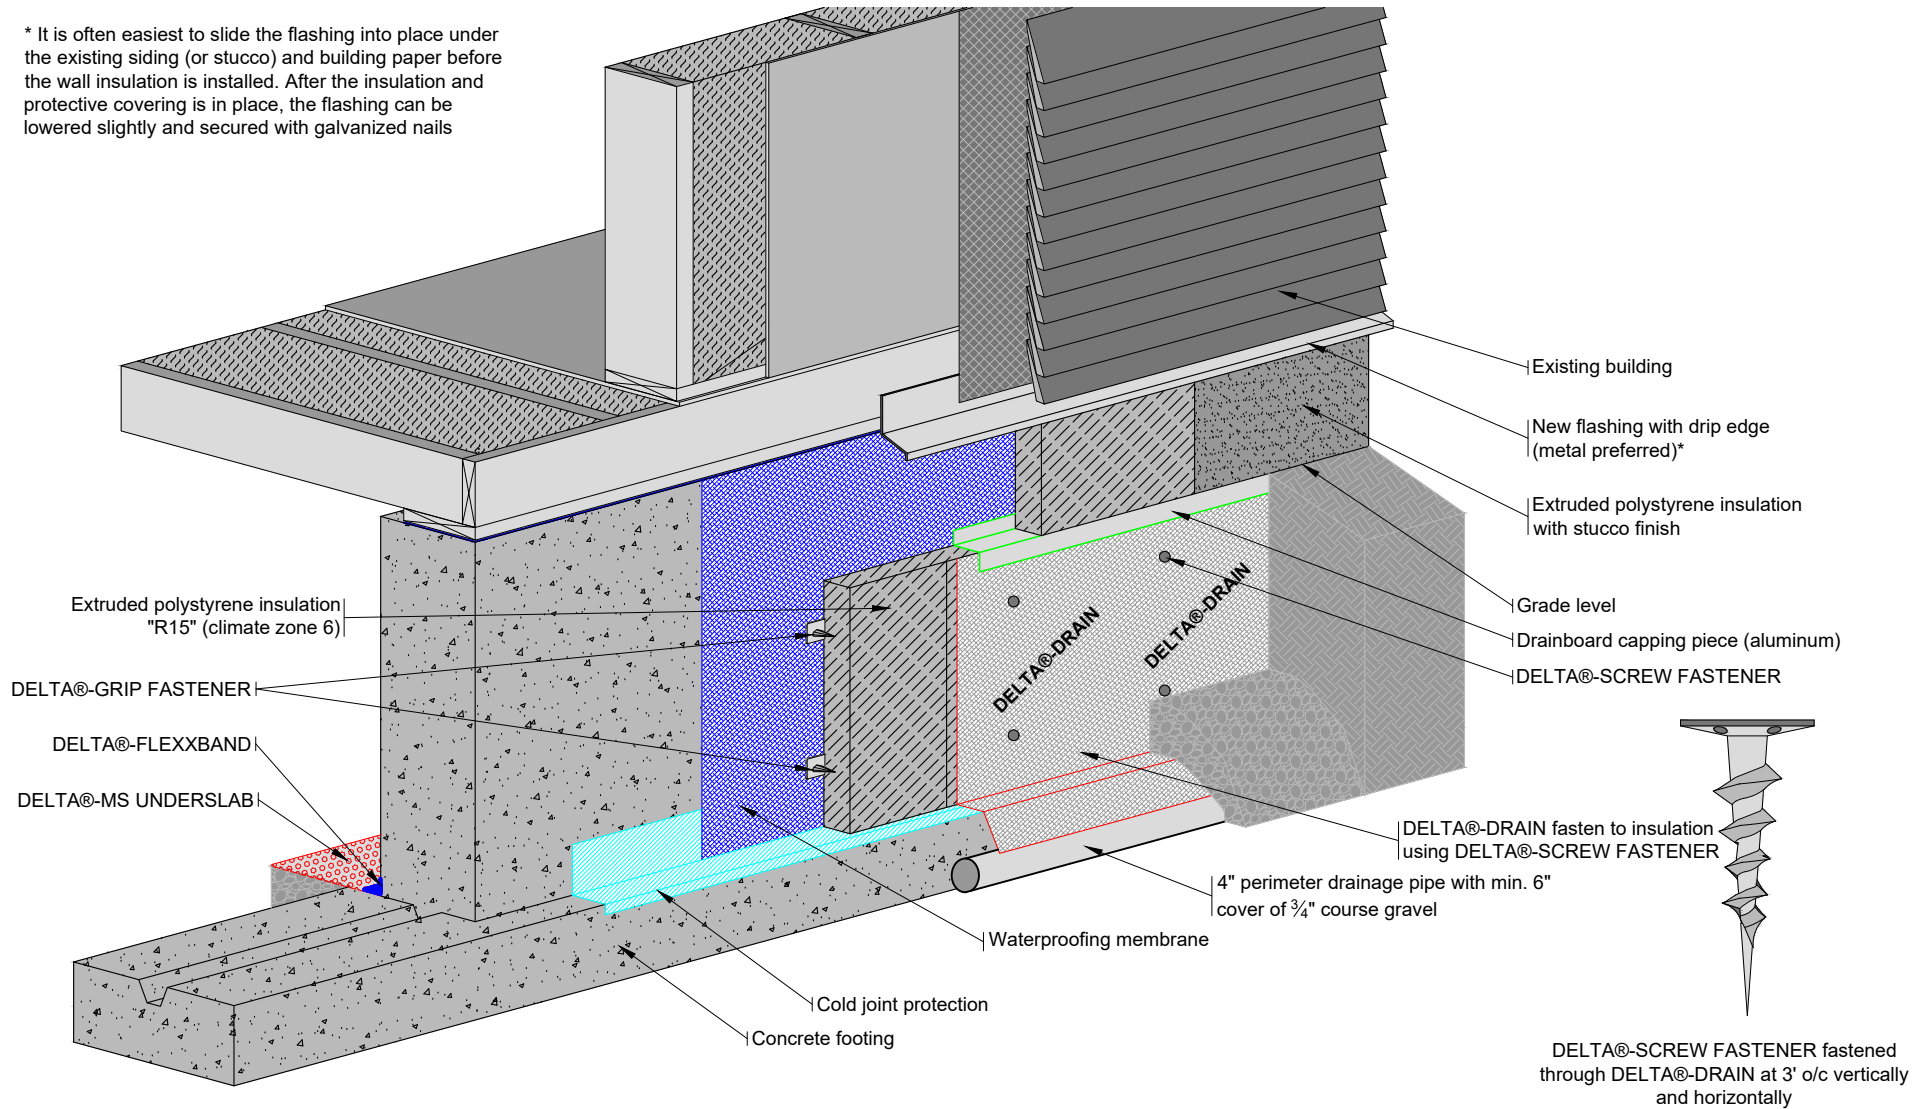 * It is often easiest to slide the flashing into place under
the existing siding (or stucco) and building paper before
the wall insulation is installed. After the insulation and
protective covering is in place, the flashing can be
lowered slightly and secured with galvanized nails
Existing building
New flashing with drip edge
(metal preferred)*
Extruded polystyrene insulation
with stucco finish
Extruded polystyrene insulation
"R15" (climate zone 6)
Grade level
Drainboard capping piece (aluminum)
DELTA®-SCREW FASTENER
DELTA®-DRAIN
DELTA®-DRAIN
DELTA®-GRIP FASTENER
DELTA®-FLEXXBAND
DELTA®-MS UNDERSLAB
DELTA®-DRAIN fasten to insulation
using DELTA®-SCREW FASTENER
4" perimeter drainage pipe with min. 6"
cover of ¾" course gravel
Waterproofing membrane
Cold joint protection
Concrete footing
DELTA®-SCREW FASTENER fastened
through DELTA®-DRAIN at 3' o/c vertically
and horizontally